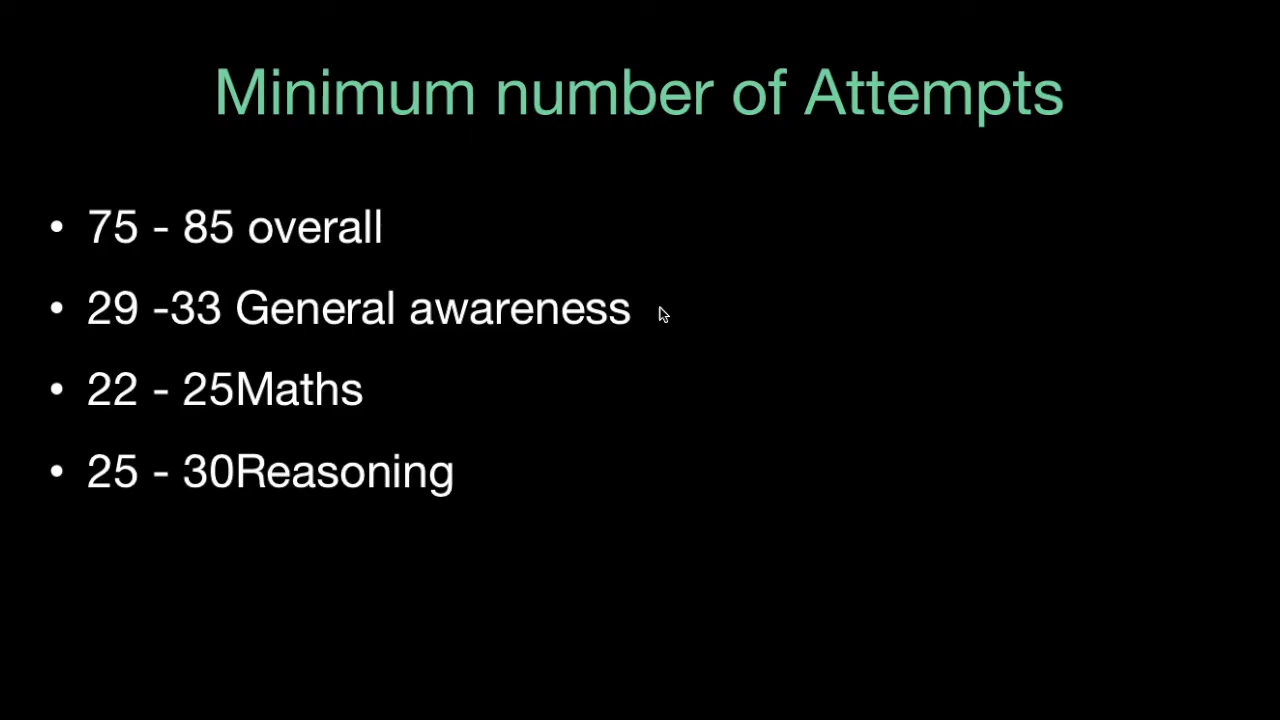 Minimum number of Attempts
• 75 - 85 overall
• 29 -33 General awareness
• 22 - 25Maths
• 25 - 30Reasoning